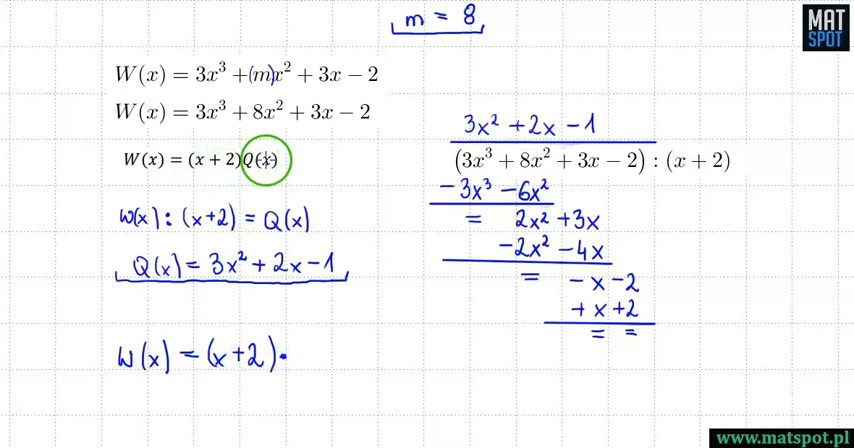 m = 8
MAT
SPOT
W(x) = 3x³ + (m)x² + 3x − 2
W(x) = 3x³ + 8x² + 3x − 2
W(x) = (x + 2)Q(x)
W(x) : (x+2) = Q(x)
Q(x) = 3x² + 2x − 1
W(x) = (x+2) ·
3x² + 2x − 1
(3x³ + 8x² + 3x − 2) : (x + 2)
− 3x³ − 6x²
= 2x² + 3x
− 2x² − 4x
= − x − 2
+ x + 2
= =
www.matspot.pl